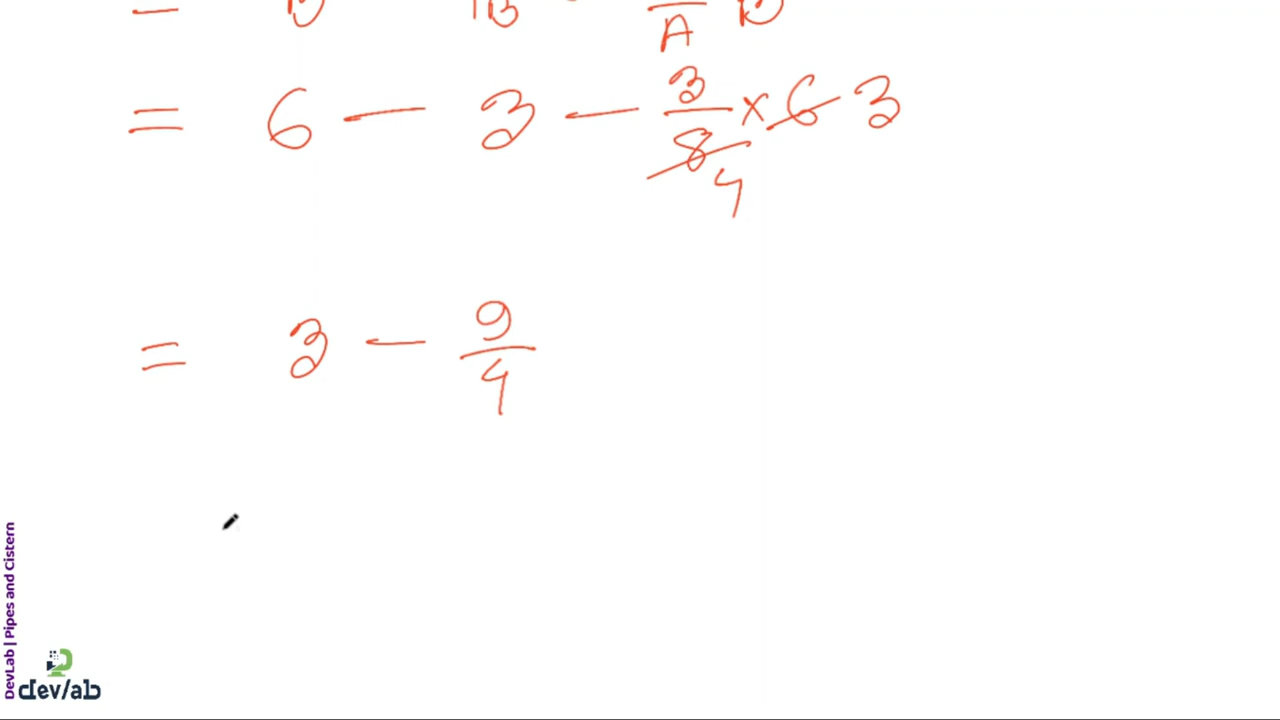 A
= 6 − 3 − 3/8 × 6 3
4
= 3 − 9/4
DevLab | Pipes and Cistern
dev/ab